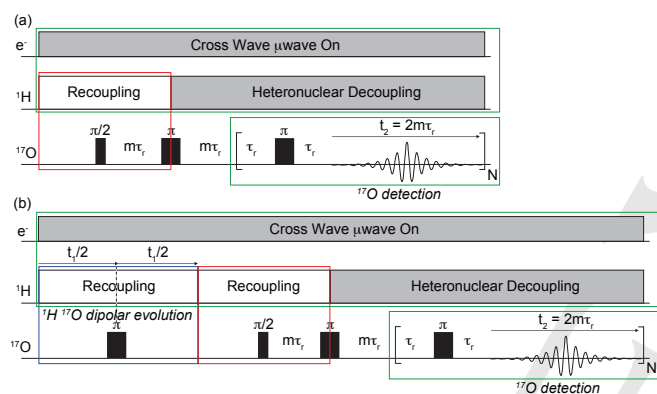 (a)
e-
Cross Wave μwave On
1H
Recoupling
Heteronuclear Decoupling
π/2
π
π
t2 = 2mτr
17O
mτr
mτr
τr
τr
N
17O detection
(b)
e-
Cross Wave μwave On
t1/2
t1/2
1H
Recoupling
Recoupling
Heteronuclear Decoupling
1H 17O dipolar evolution
π
π/2
π
π
t2 = 2mτr
17O
mτr
mτr
τr
τr
N
17O detection